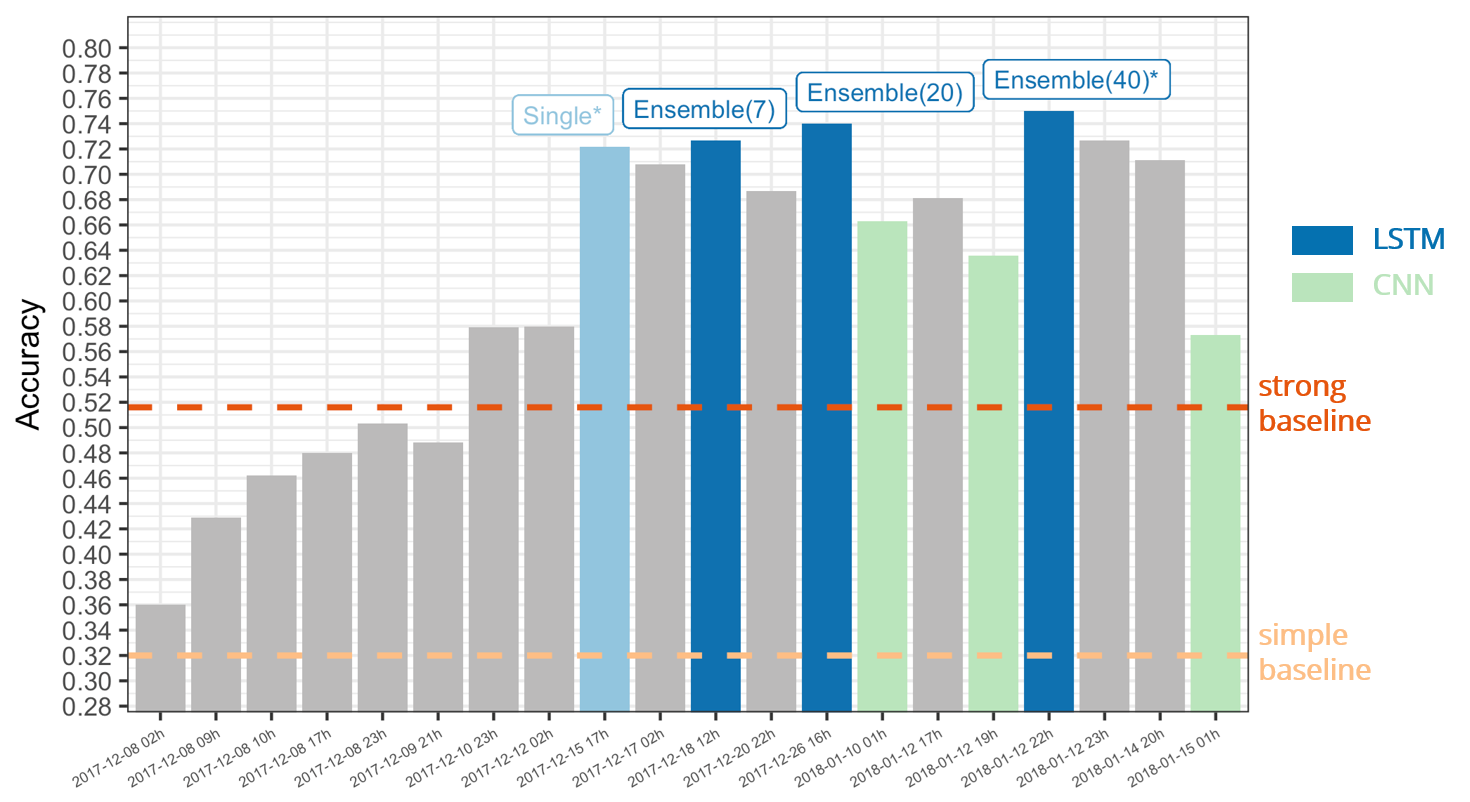 Accuracy
0.80
0.78
0.76
0.74
0.72
0.70
0.68
0.66
0.64
0.62
0.60
0.58
0.56
0.54
0.52
0.50
0.48
0.46
0.44
0.42
0.40
0.38
0.36
0.34
0.32
0.30
0.28
Single*
Ensemble(7)
Ensemble(20)
Ensemble(40)*
LSTM
CNN
strong
baseline
simple
baseline
2017-12-08 02h
2017-12-08 09h
2017-12-08 10h
2017-12-08 17h
2017-12-08 23h
2017-12-09 21h
2017-12-10 23h
2017-12-12 02h
2017-12-15 17h
2017-12-17 02h
2017-12-18 12h
2017-12-20 22h
2017-12-26 16h
2018-01-10 01h
2018-01-12 17h
2018-01-12 19h
2018-01-12 22h
2018-01-12 23h
2018-01-14 20h
2018-01-15 01h